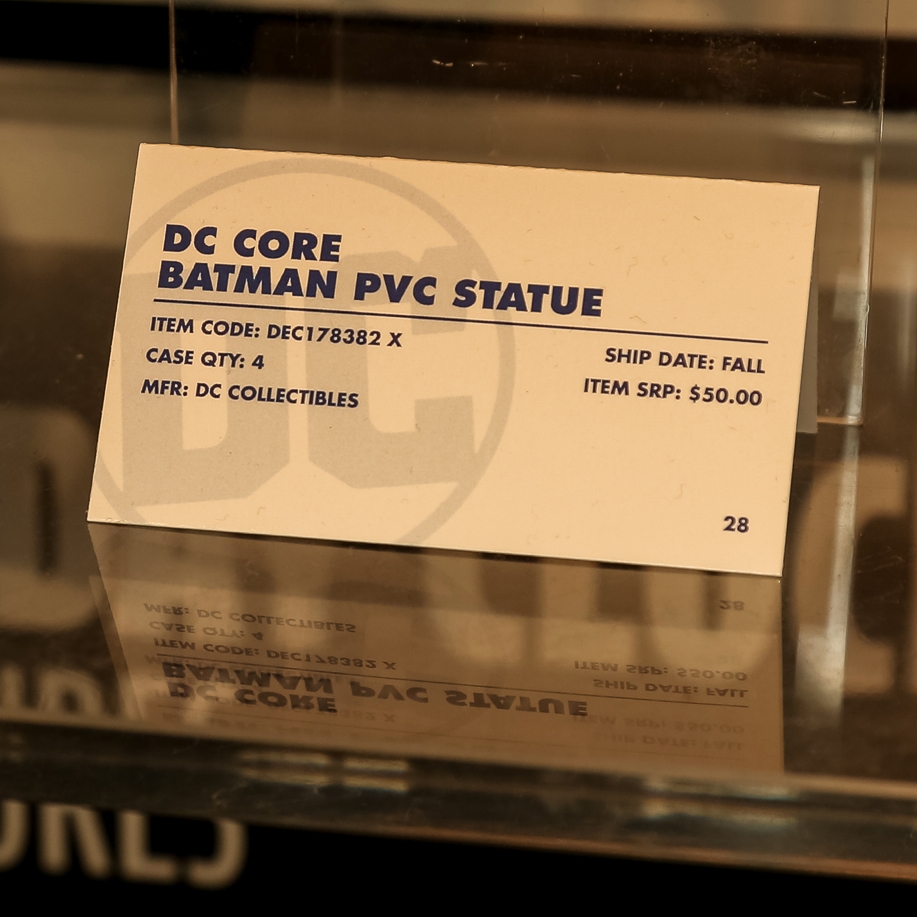 DC CORE
BATMAN PVC STATUE
ITEM CODE: DEC178382 X
CASE QTY: 4
MFR: DC COLLECTIBLES
SHIP DATE: FALL
ITEM SRP: $50.00
28
DC